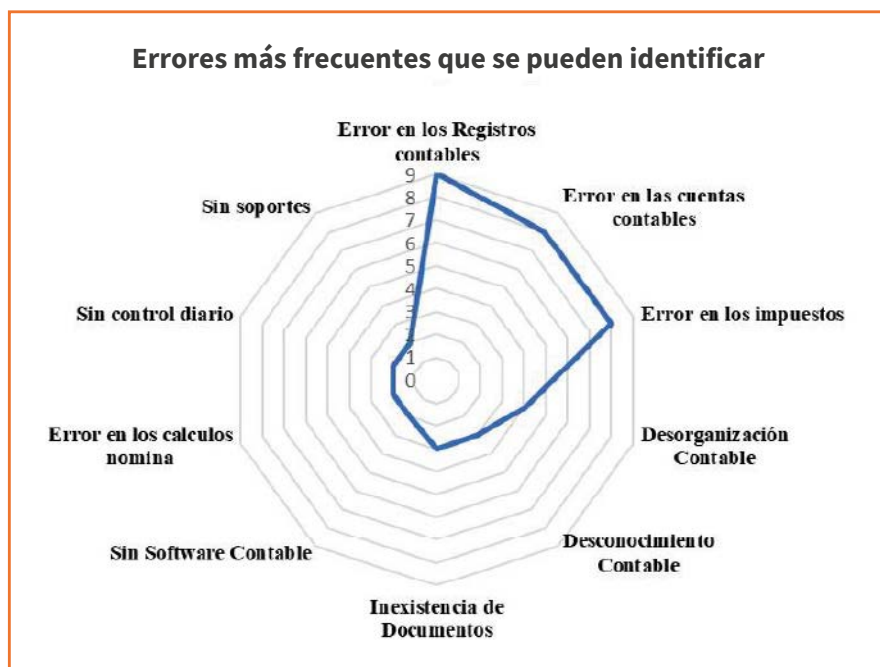 Errores más frecuentes que se pueden identificar
Error en los Registros
contables
Error en las cuentas
contables
Error en los impuestos
Desorganización
Contable
Desconocimiento
Contable
Inexistencia de
Documentos
Sin Software Contable
Error en los calculos
nomina
Sin control diario
Sin soportes
9
8
7
6
5
4
3
1
0